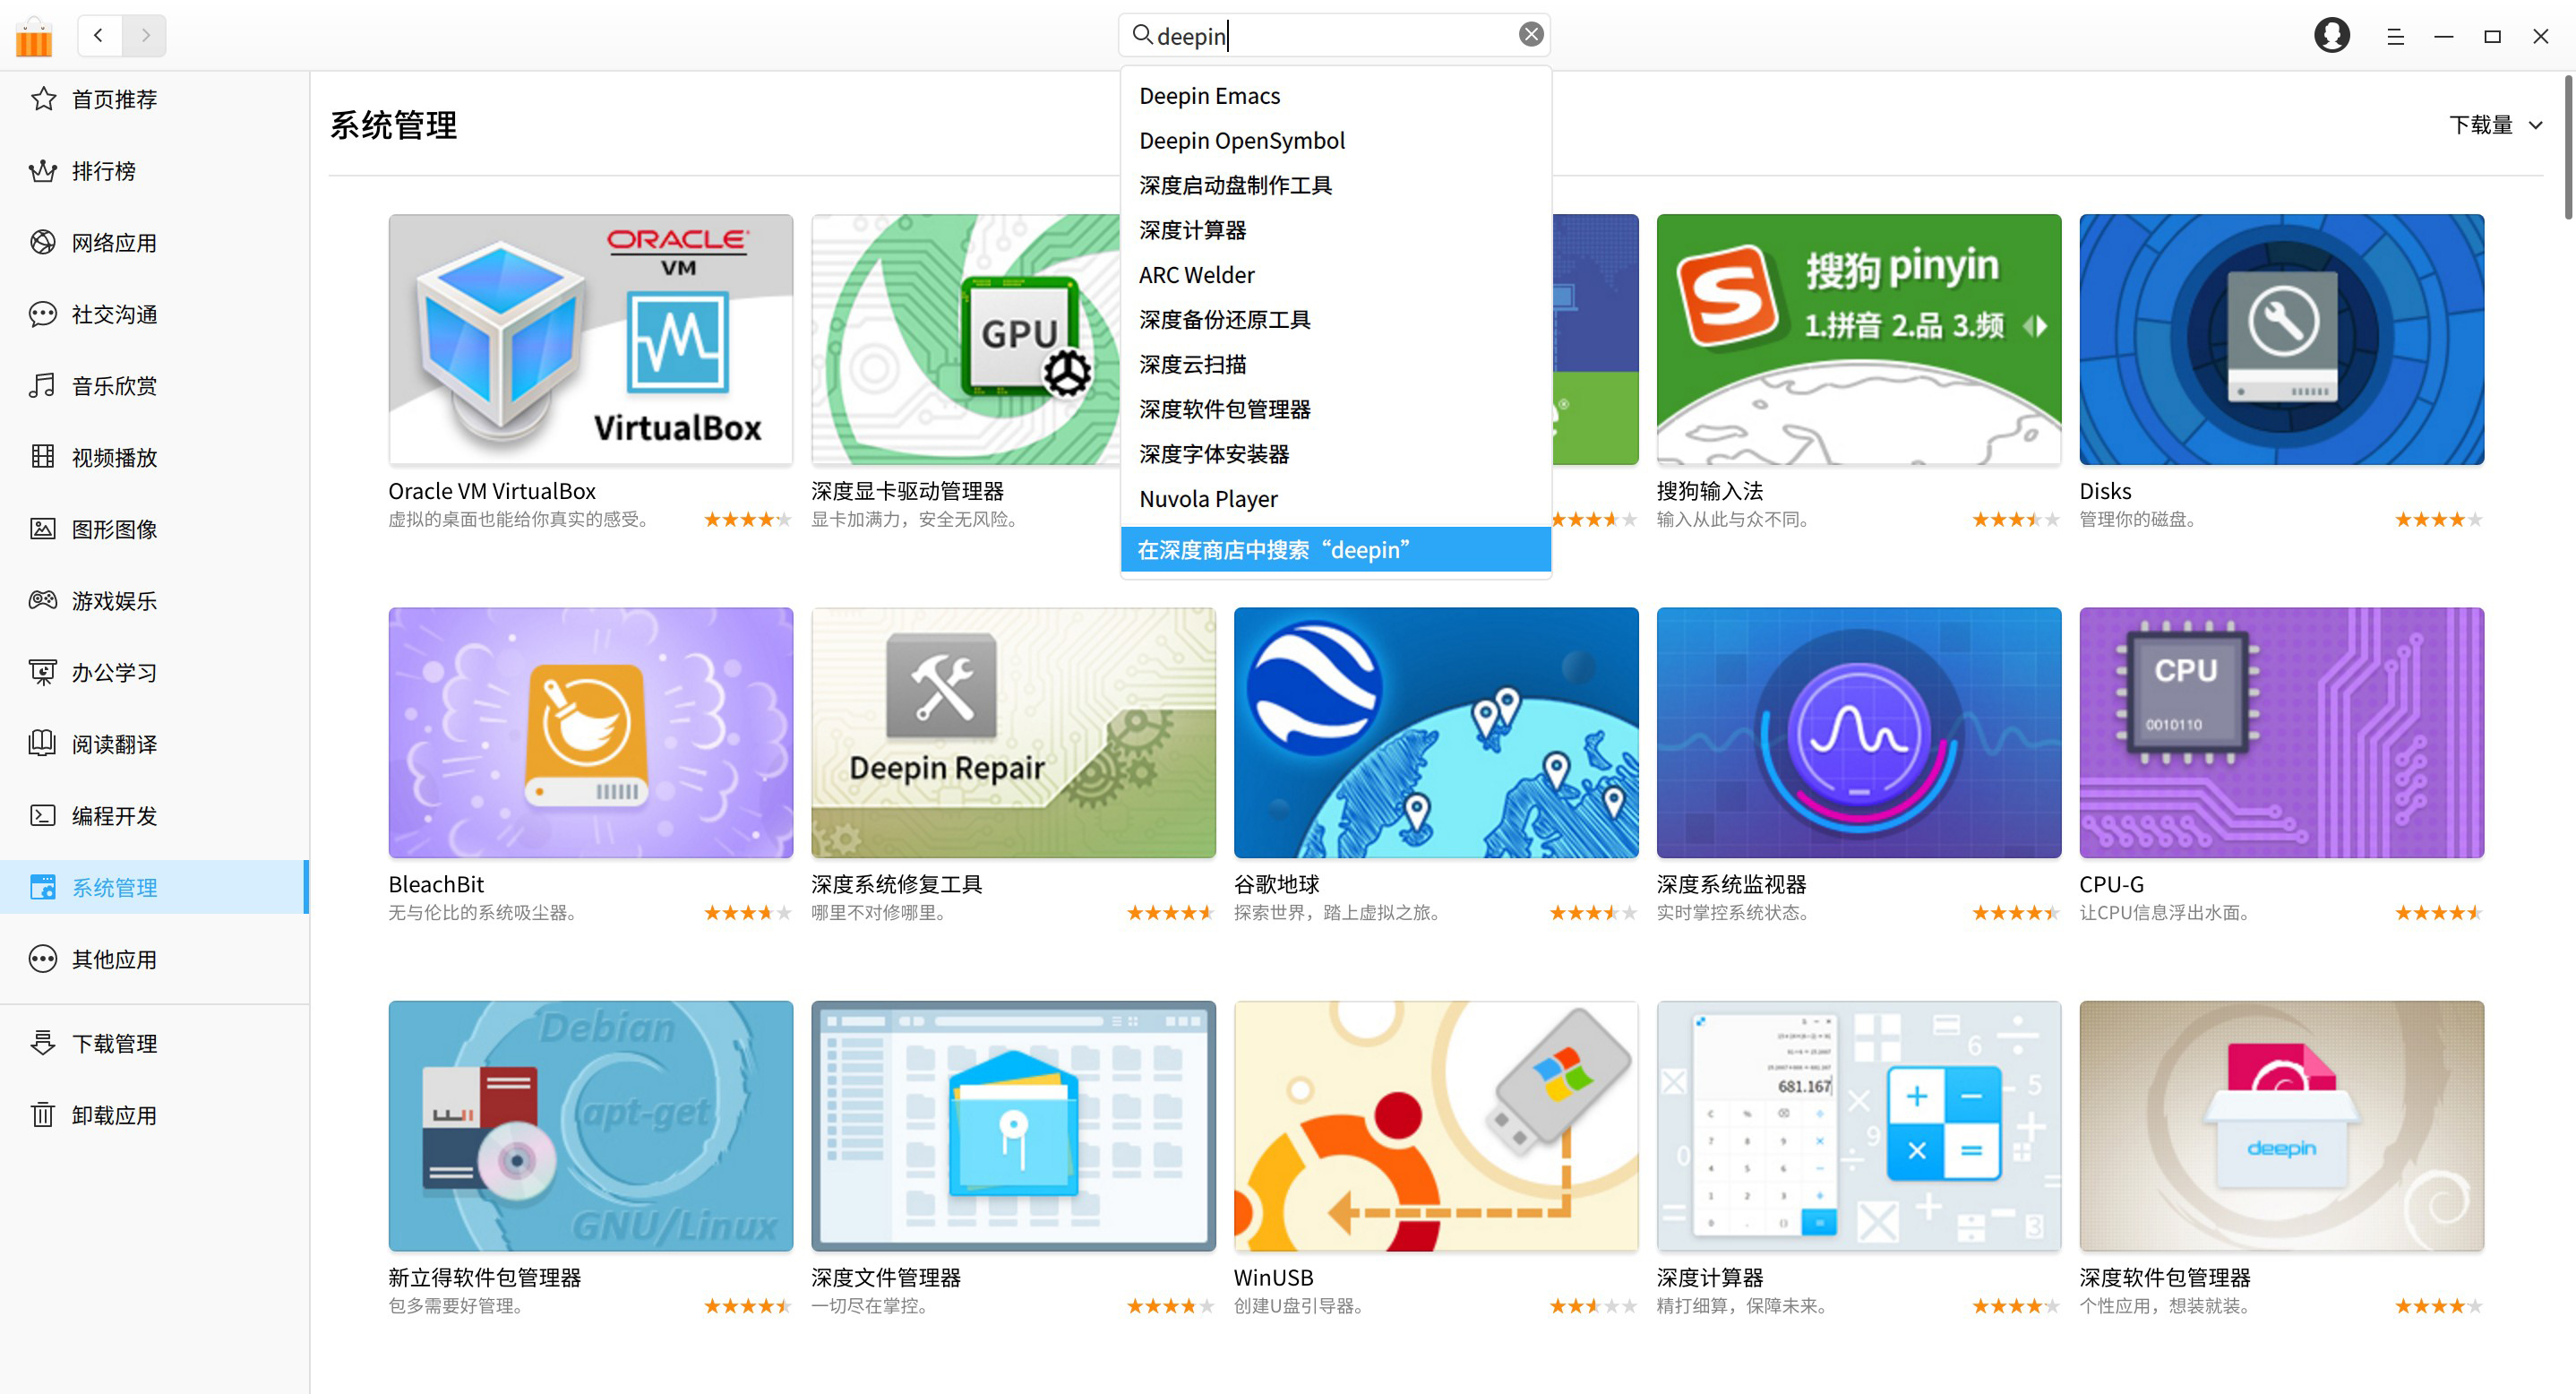 deepin
首页推荐
排行榜
网络应用
社交沟通
音乐欣赏
视频播放
图形图像
游戏娱乐
办公学习
阅读翻译
编程开发
系统管理
其他应用
下载管理
卸载应用
系统管理
下载量
Deepin Emacs
Deepin OpenSymbol
深度启动盘制作工具
深度计算器
ARC Welder
深度备份还原工具
深度云扫描
深度软件包管理器
深度字体安装器
Nuvola Player
在深度商店中搜索“deepin”
ORACLE
VM
VirtualBox
GPU
搜狗 pinyin
1.拼音 2.品 3.频
Oracle VM VirtualBox
虚拟的桌面也能给你真实的感受。
深度显卡驱动管理器
显卡加满力，安全无风险。
搜狗输入法
输入从此与众不同。
Disks
管理你的磁盘。
Deepin Repair
CPU
0010110
BleachBit
无与伦比的系统吸尘器。
深度系统修复工具
哪里不对修哪里。
谷歌地球
探索世界，踏上虚拟之旅。
深度系统监视器
实时掌控系统状态。
CPU-G
让CPU信息浮出水面。
Debian
apt-get
GNU/Linux
681.167
deepin
新立得软件包管理器
包多需要好管理。
深度文件管理器
一切尽在掌控。
WinUSB
创建U盘引导器。
深度计算器
精打细算，保障未来。
深度软件包管理器
个性应用，想装就装。